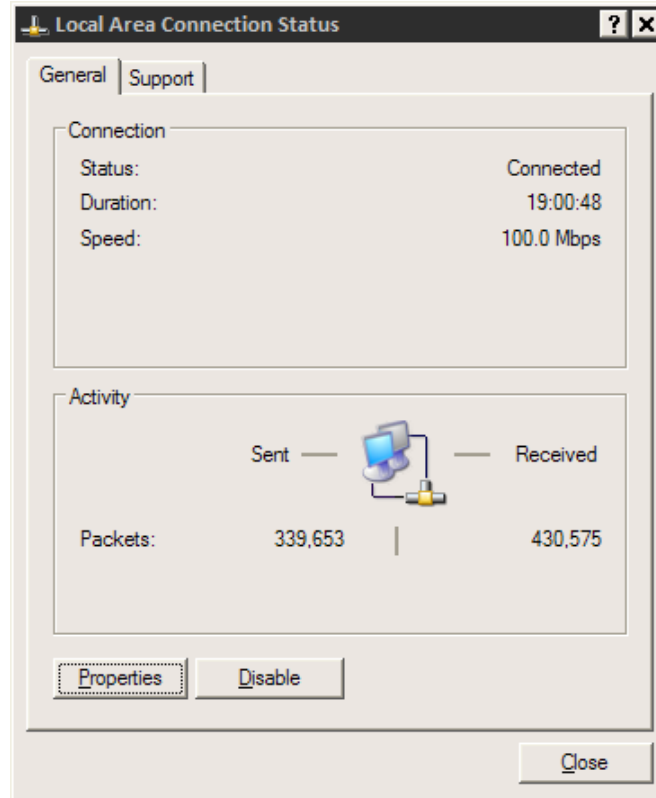 Local Area Connection Status
General Support
Connection
Status: Connected
Duration: 19:00:48
Speed: 100.0 Mbps
Activity
Sent Received
Packets: 339,653 430,575
Properties Disable
Close